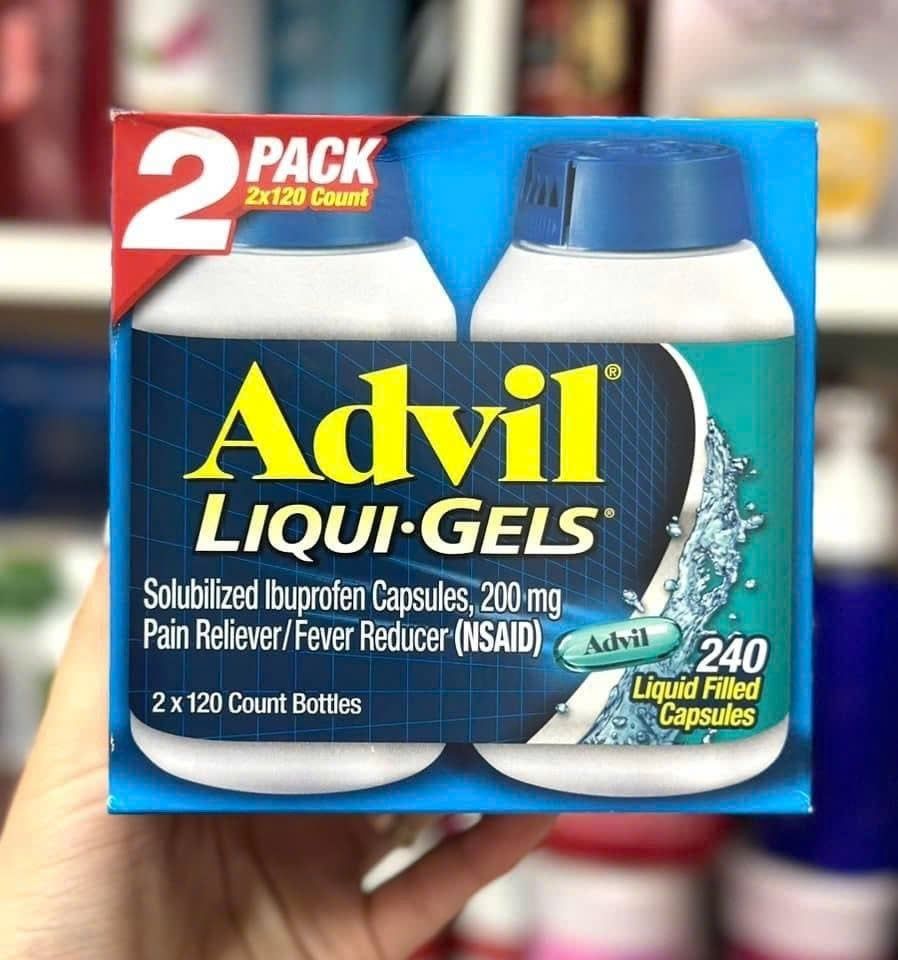 2 PACK
2x120 Count
Advil®
LIQUI·GELS®
Solubilized Ibuprofen Capsules, 200 mg
Pain Reliever/Fever Reducer (NSAID)
Advil
240
Liquid Filled
Capsules
2 x 120 Count Bottles